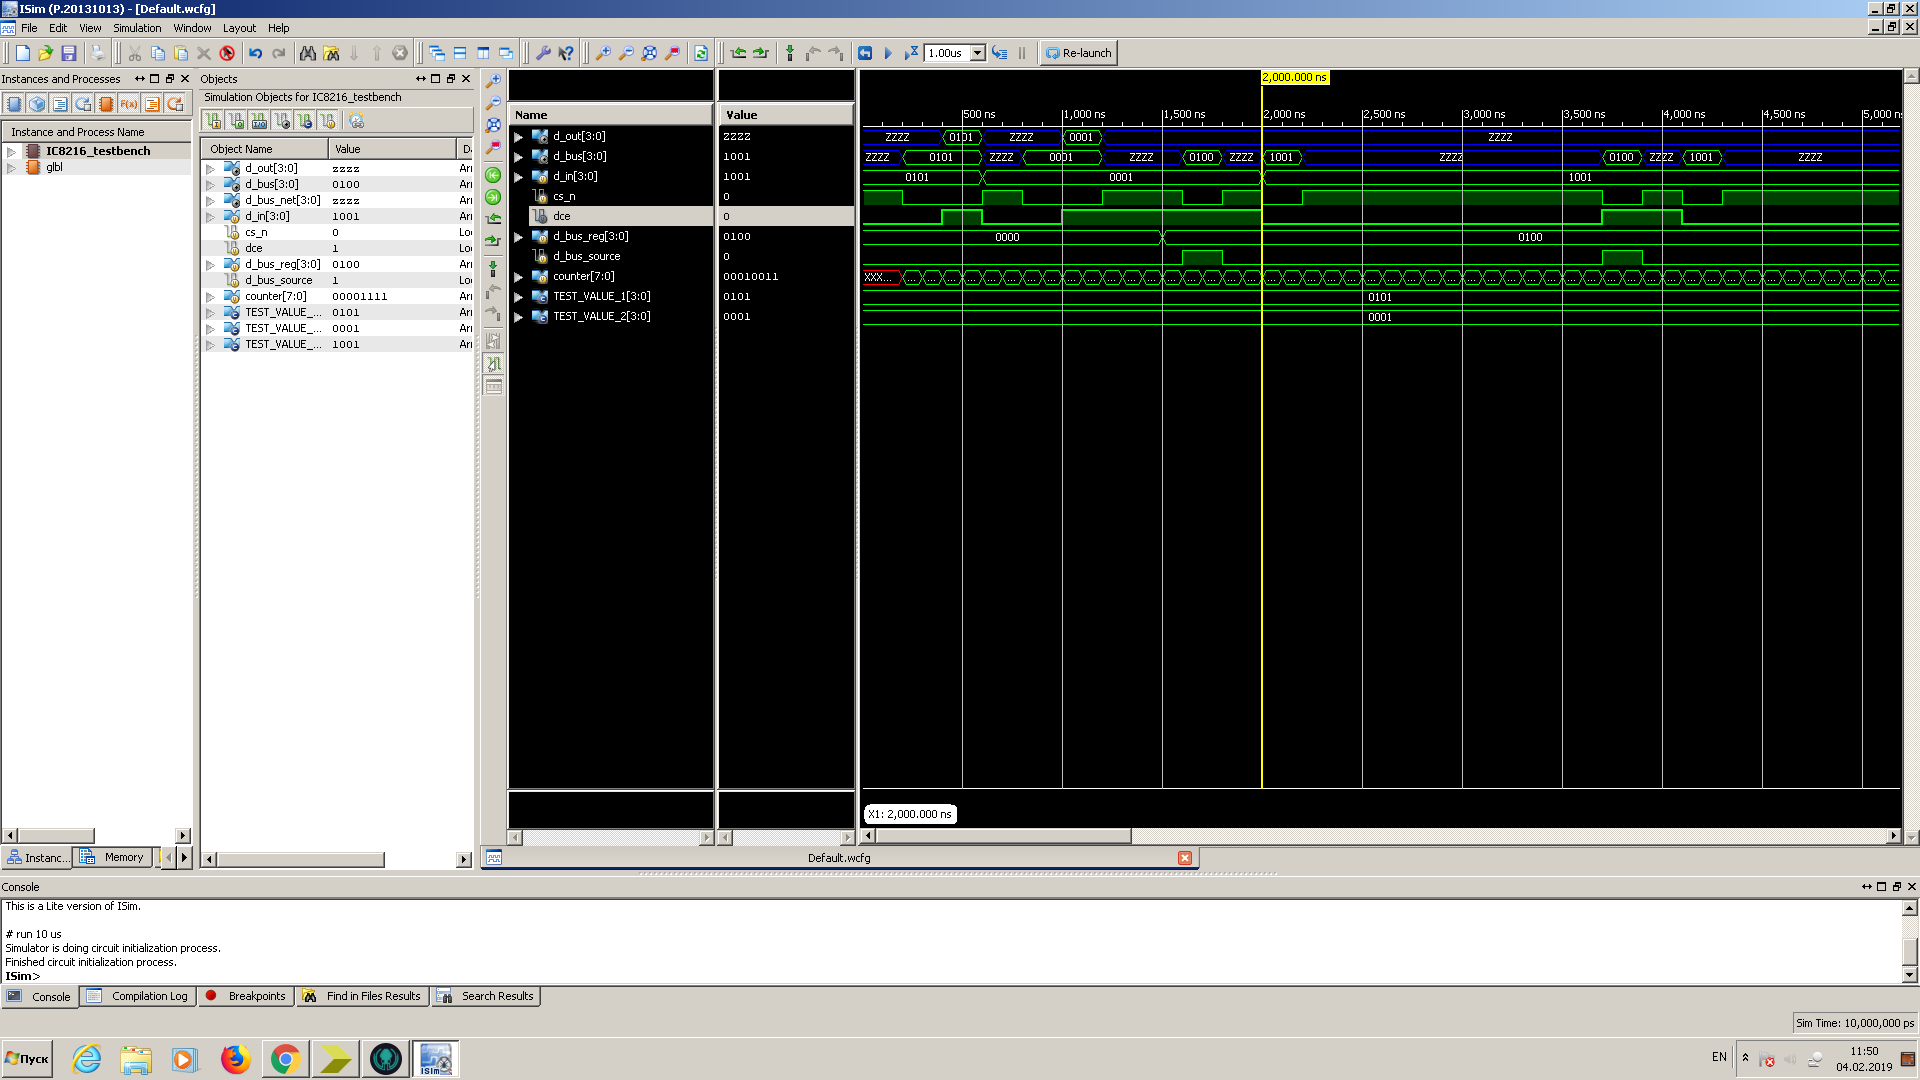 ISim (P.20131013) - [Default.wcfg]
File Edit View Simulation Window Layout Help
1.00us
Re-launch
Instances and Processes
Instance and Process Name
IC8216_testbench
glbl
Instanc...
Memory
Objects
Simulation Objects for IC8216_testbench
Object Name Value
d_out[3:0] zzzz Arr
d_bus[3:0] 0100 Arr
d_bus_net[3:0] zzzz Arr
d_in[3:0] 1001 Arr
cs_n 0 Lo
dce 1 Lo
d_bus_reg[3:0] 0100 Arr
d_bus_source 1 Lo
counter[7:0] 00001111 Arr
TEST_VALUE_... 0101 Arr
TEST_VALUE_... 0001 Arr
TEST_VALUE_... 1001 Arr
Name Value
d_out[3:0] ZZZZ
d_bus[3:0] 1001
d_in[3:0] 1001
cs_n 0
dce 0
d_bus_reg[3:0] 0100
d_bus_source 0
counter[7:0] 00010011
TEST_VALUE_1[3:0] 0101
TEST_VALUE_2[3:0] 0001
2,000.000 ns
500 ns 1,000 ns 1,500 ns 2,000 ns 2,500 ns 3,000 ns 3,500 ns 4,000 ns 4,500 ns 5,000 n
ZZZZ 0101 ZZZZ 0001 ZZZZ
ZZZZ 0101 ZZZZ 0001 ZZZZ 0100 ZZZZ 1001 ZZZZ 0100 ZZZZ 1001 ZZZZ
0101 0001 1001
0000 0100
XXX...
0101
0001
X1: 2,000.000 ns
Default.wcfg
Console
This is a Lite version of ISim.
# run 10 us
Simulator is doing circuit initialization process.
Finished circuit initialization process.
ISim>
Console Compilation Log Breakpoints Find in Files Results Search Results
Sim Time: 10,000,000 ps
Пуск
ISim
EN
11:50
04.02.2019